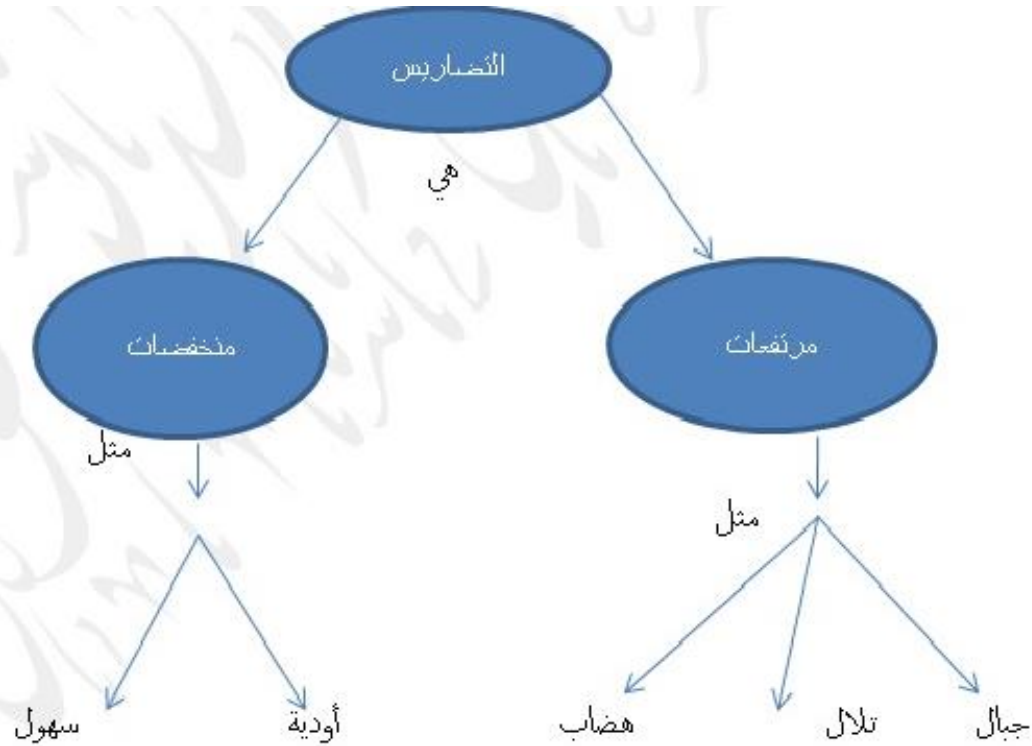 التضاريس
هي
مرتفعات
منخفضات
مثل
مثل
جبال
تلال
هضاب
أودية
سهول